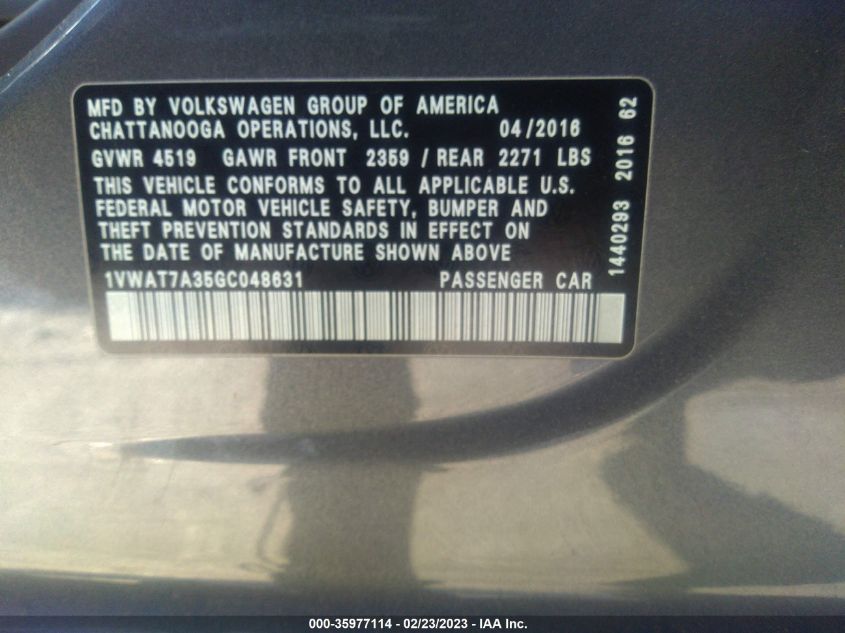 MFD BY VOLKSWAGEN GROUP OF AMERICA
CHATTANOOGA OPERATIONS, LLC. 04/2016
GVWR 4519 GAWR FRONT 2359 / REAR 2271 LBS
THIS VEHICLE CONFORMS TO ALL APPLICABLE U.S.
FEDERAL MOTOR VEHICLE SAFETY, BUMPER AND
THEFT PREVENTION STANDARDS IN EFFECT ON
THE DATE OF MANUFACTURE SHOWN ABOVE
1VWAT7A35GC048631 PASSENGER CAR
1440293 2016 62
000-35977114 - 02/23/2023 - IAA Inc.